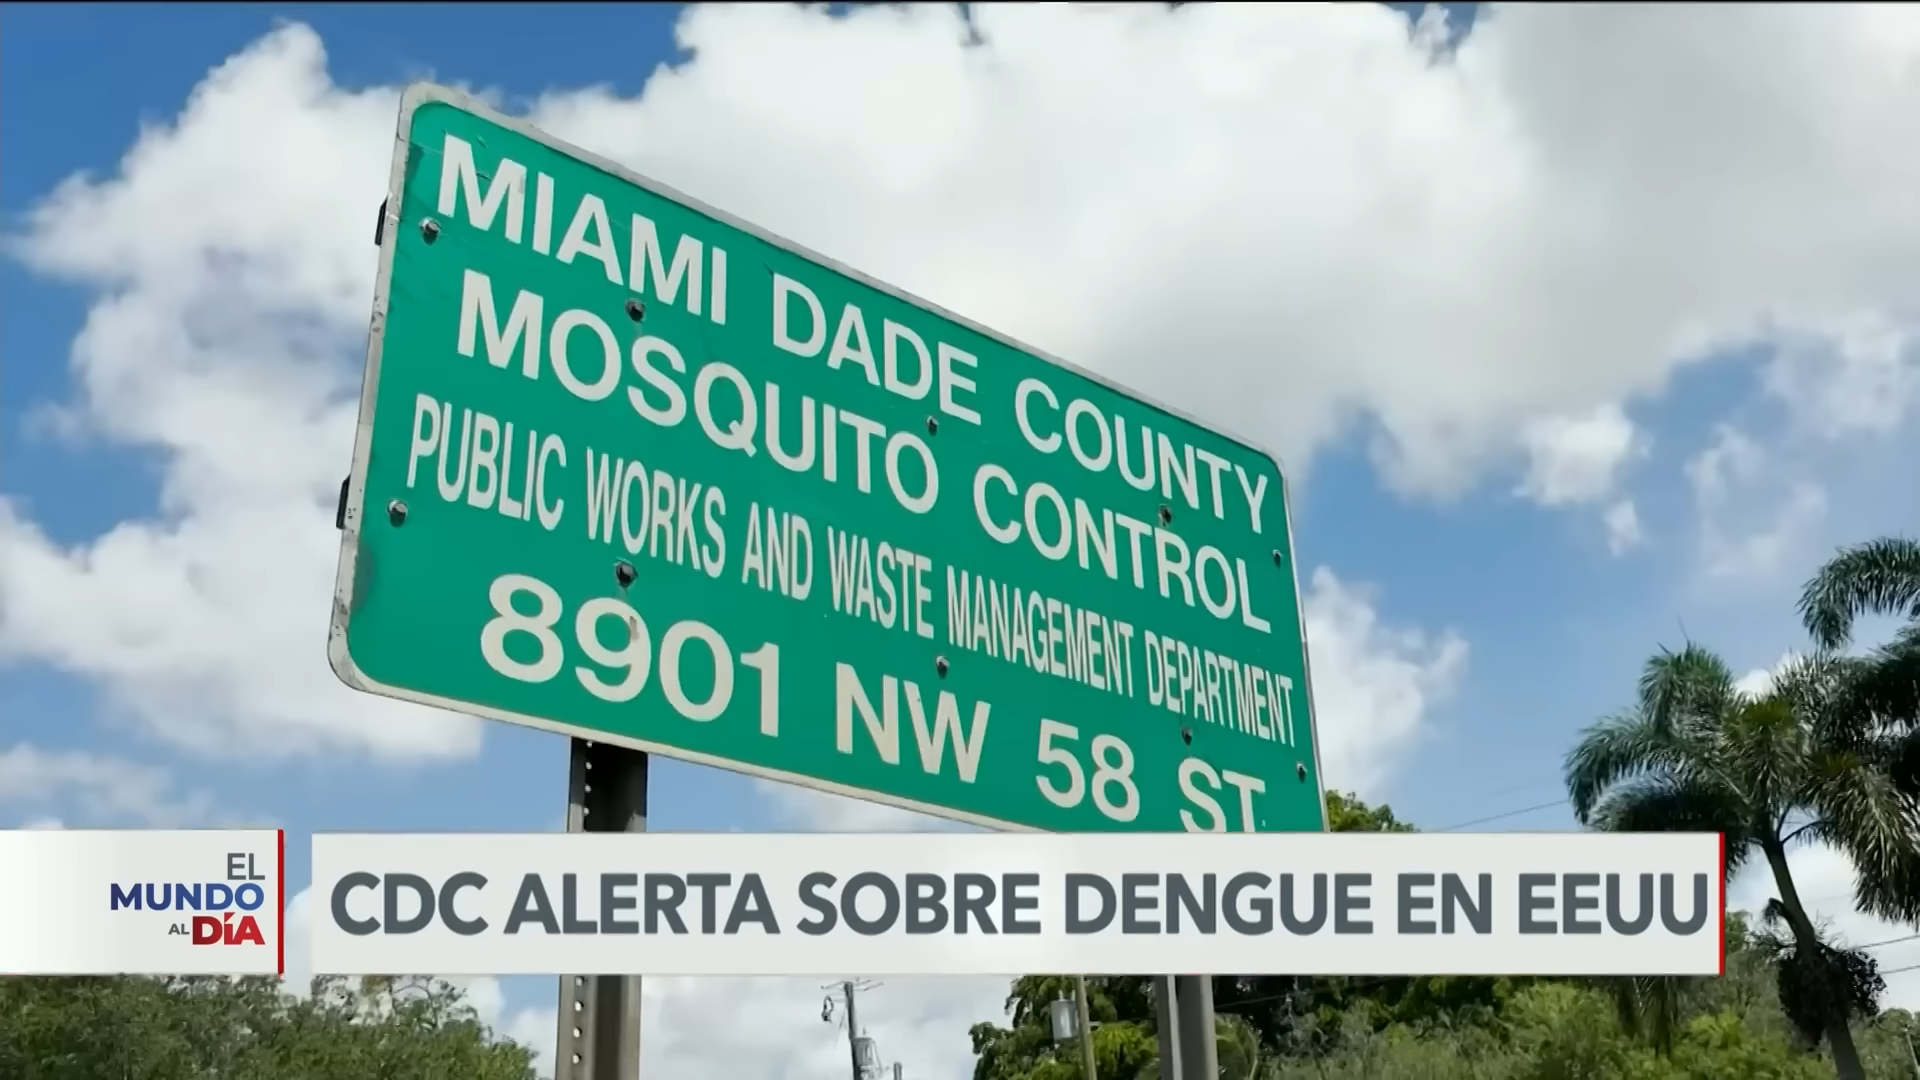 MIAMI DADE COUNTY
MOSQUITO CONTROL
PUBLIC WORKS AND WASTE MANAGEMENT DEPARTMENT
8901 NW 58 ST.
EL
MUNDO
AL DÍA
CDC ALERTA SOBRE DENGUE EN EEUU